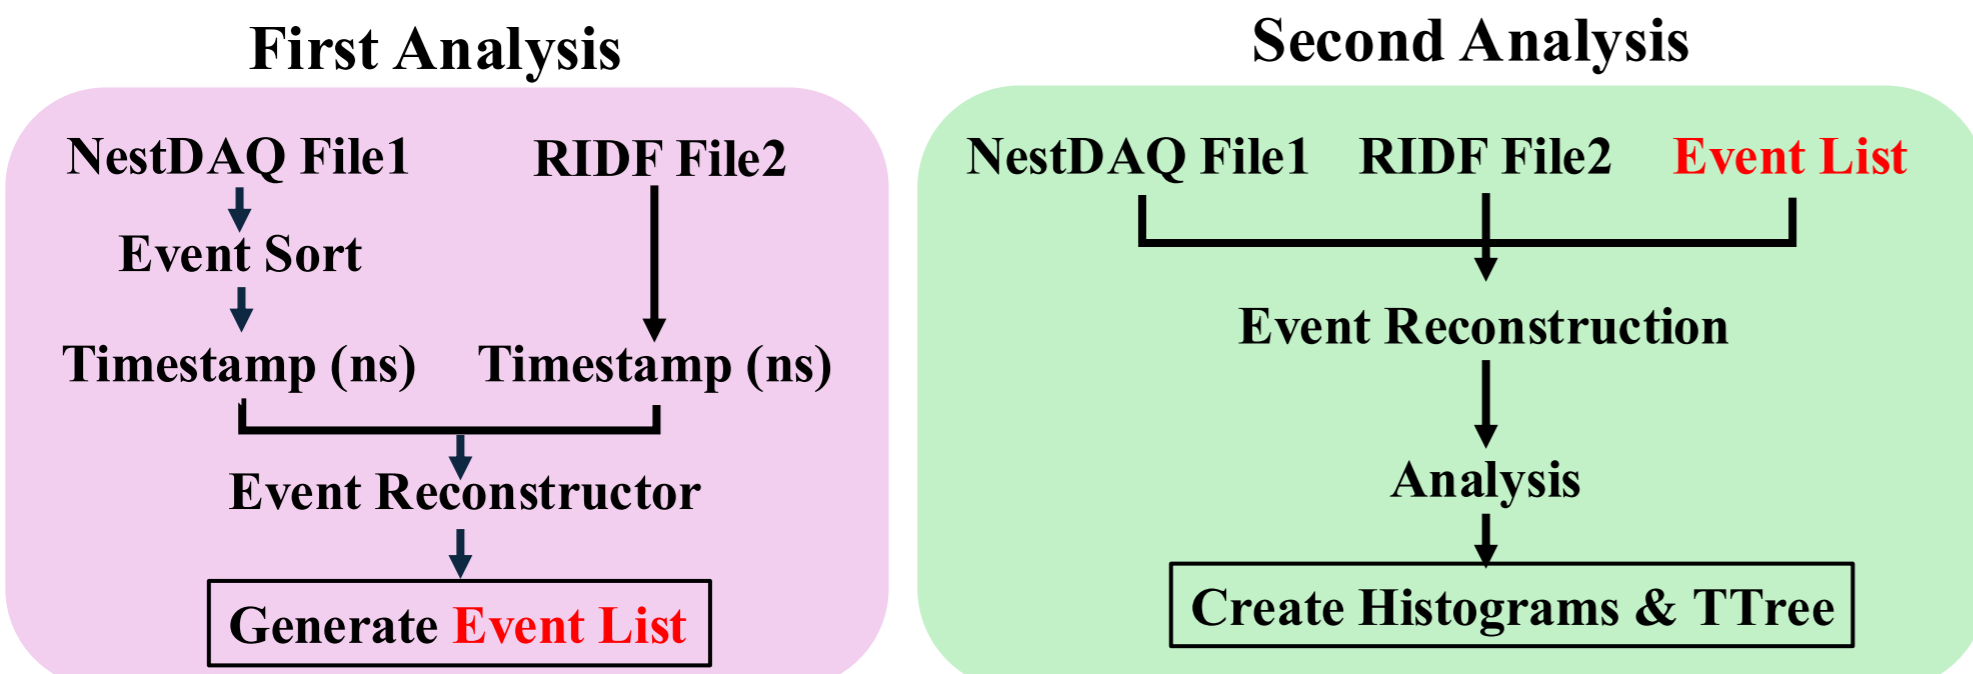 First Analysis
NestDAQ File1
RIDF File2
Event Sort
Timestamp (ns)
Timestamp (ns)
Event Reconstructor
Generate Event List
Second Analysis
NestDAQ File1
RIDF File2
Event List
Event Reconstruction
Analysis
Create Histograms & TTree